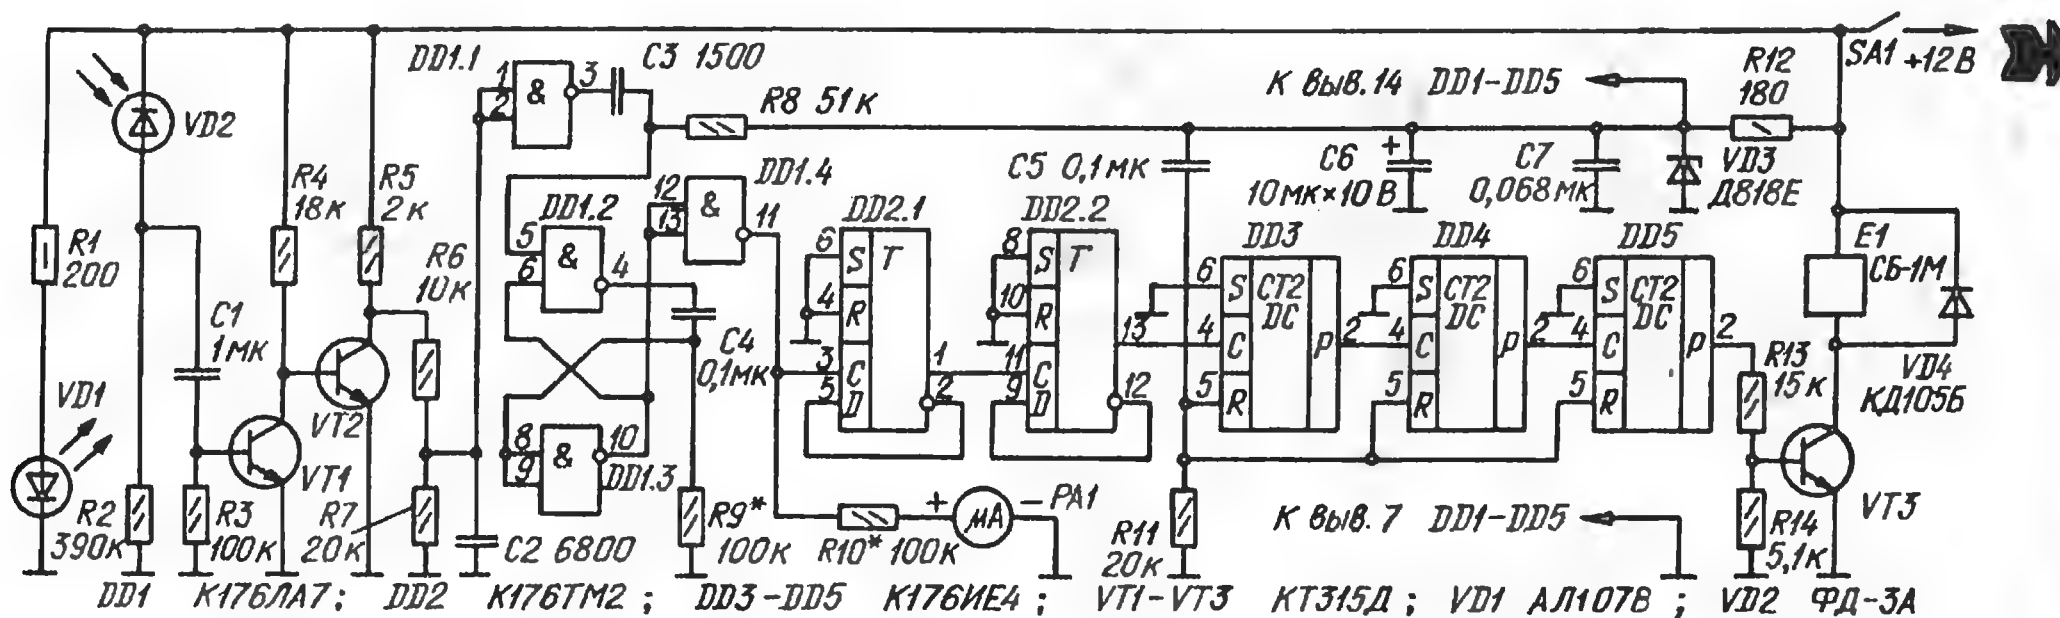 DD1.1
1
2
&
3
C3 1500
R8 51к
К выв.14 DD1-DD5
R12
180
SA1 +12В
VD2
R4
18к
R5
2к
12
13
&
DD1.4
11
C5 0,1мк
C6
+
10мк×10В
C7
0,068мк
VD3
Д818Е
R1
200
R6
10к
DD1.2
5
6
&
4
DD2.1
6
S
T
4
R
3
C
5
D
1
2
DD2.2
8
S
T
10
R
11
C
9
D
13
12
DD3
6
S
CT2
DC
4
C
P
2
5
R
DD4
6
S
CT2
DC
4
C
P
2
5
R
DD5
6
S
CT2
DC
4
C
P
2
5
R
E1
СБ-1М
C1
1мк
C4
0,1мк
R13
15к
VD4
КД105Б
VD1
VT2
VT1
8
9
&
10
DD1.3
R2
390к
R3
100к
R7
20к
C2 6800
R9*
100к
R10* 100к
+
μA
- PA1
R11
20к
К выв.7 DD1-DD5
R14
5,1к
VT3
DD1 К176ЛА7; DD2 К176ТМ2; DD3-DD5 К176ИЕ4; VT1-VT3 КТ315Д; VD1 АЛ107В; VD2 ФД-3А